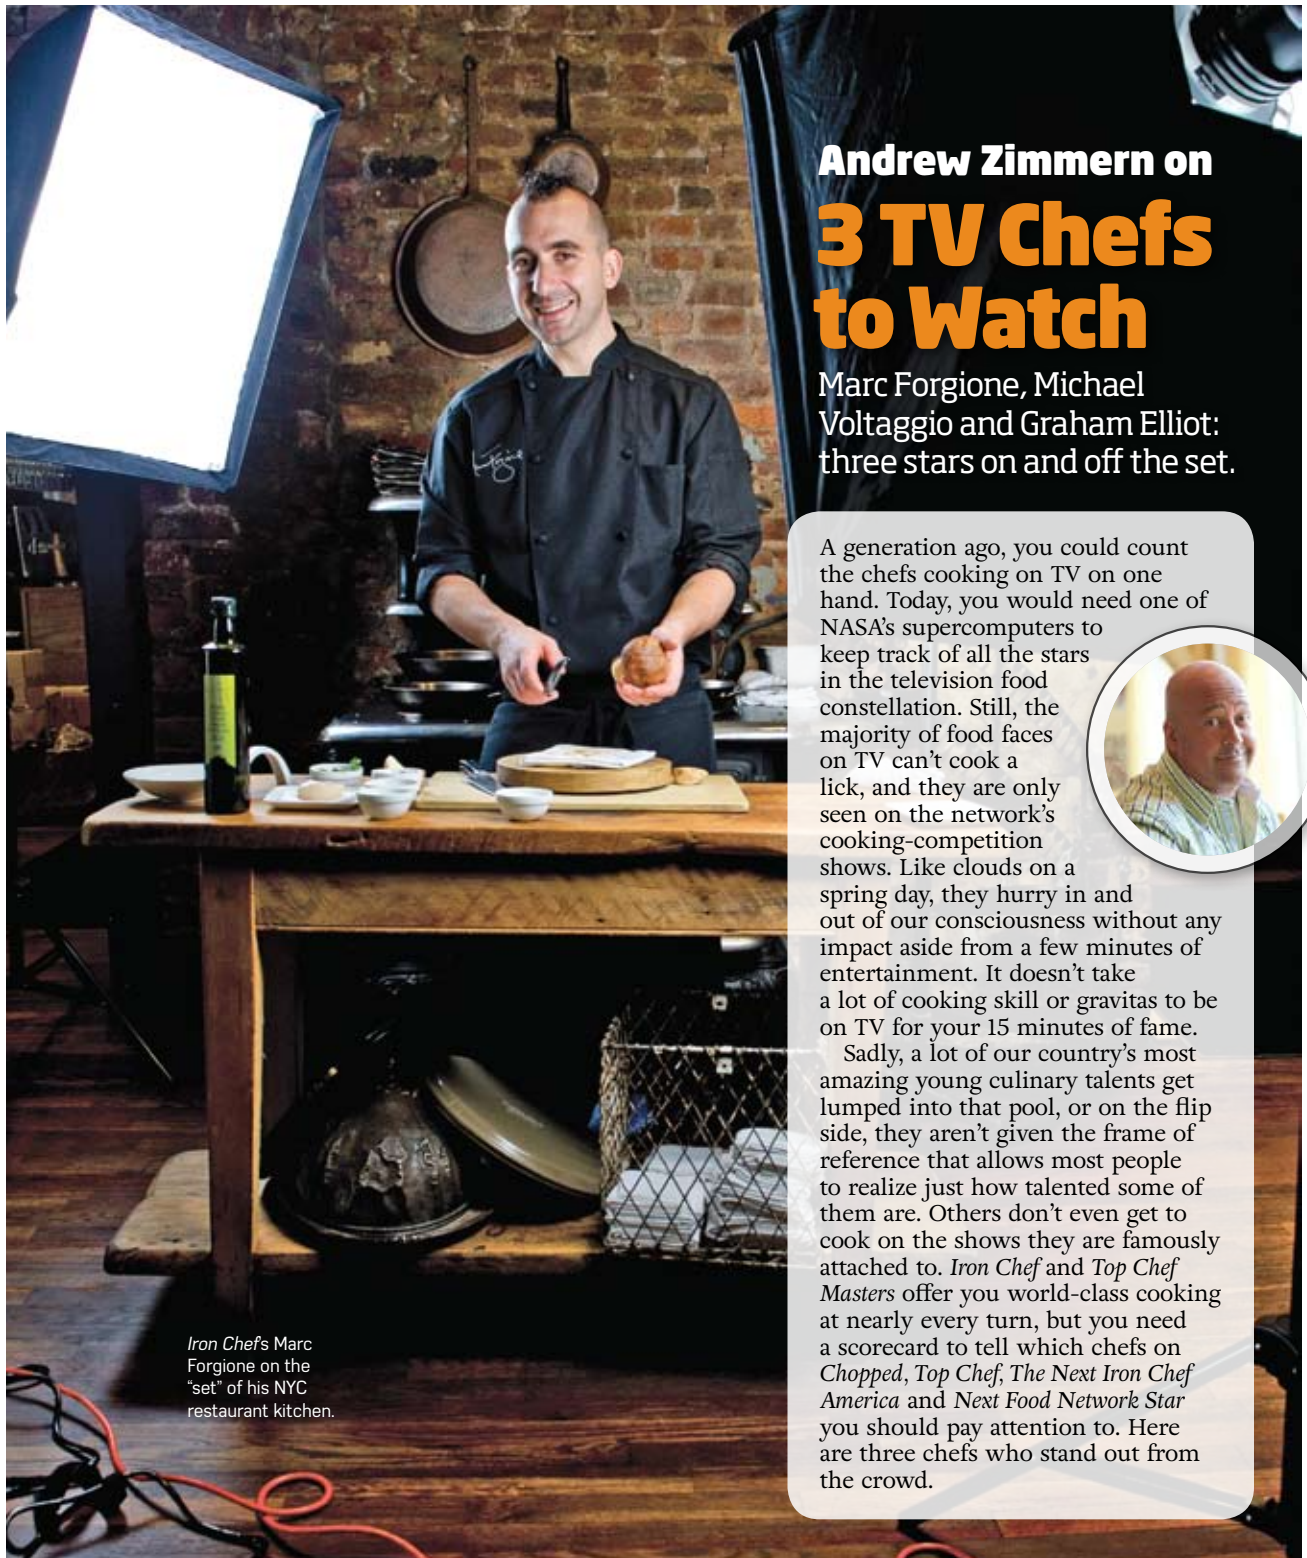 Andrew Zimmern on
3 TV Chefs
to Watch
Marc Forgione, Michael
Voltaggio and Graham Elliot:
three stars on and off the set.
A generation ago, you could count
the chefs cooking on TV on one
hand. Today, you would need one of
NASA’s supercomputers to
keep track of all the stars
in the television food
constellation. Still, the
majority of food faces
on TV can’t cook a
lick, and they are only
seen on the network’s
cooking-competition
shows. Like clouds on a
spring day, they hurry in and
out of our consciousness without any
impact aside from a few minutes of
entertainment. It doesn’t take
a lot of cooking skill or gravitas to be
on TV for your 15 minutes of fame.
Sadly, a lot of our country’s most
amazing young culinary talents get
lumped into that pool, or on the flip
side, they aren’t given the frame of
reference that allows most people
to realize just how talented some of
them are. Others don’t even get to
cook on the shows they are famously
attached to. Iron Chef and Top Chef
Masters offer you world-class cooking
at nearly every turn, but you need
a scorecard to tell which chefs on
Chopped, Top Chef, The Next Iron Chef
America and Next Food Network Star
you should pay attention to. Here
are three chefs who stand out from
the crowd.
Iron Chef’s Marc
Forgione on the
“set” of his NYC
restaurant kitchen.